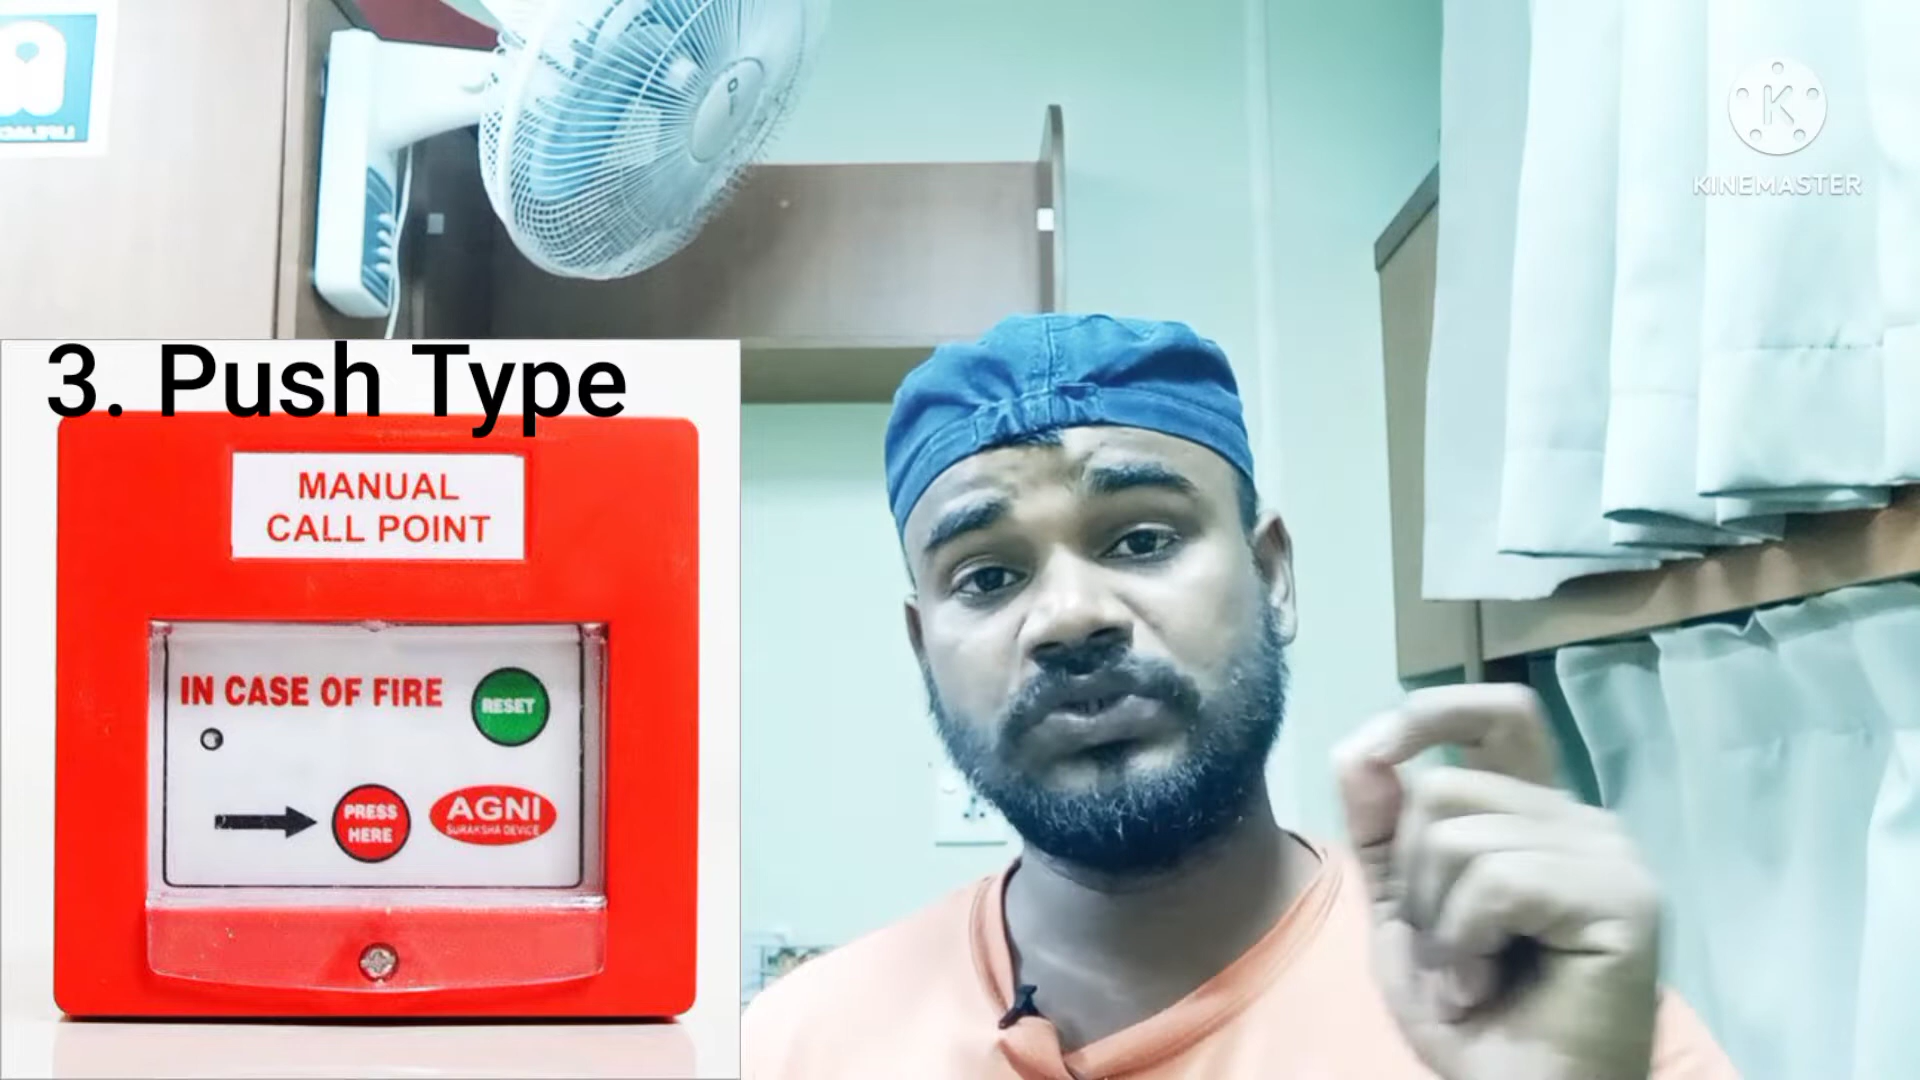 KINEMASTER
3. Push Type
MANUAL
CALL POINT
IN CASE OF FIRE
RESET
PRESS
HERE
AGNI
SURAKSHA DEVICE